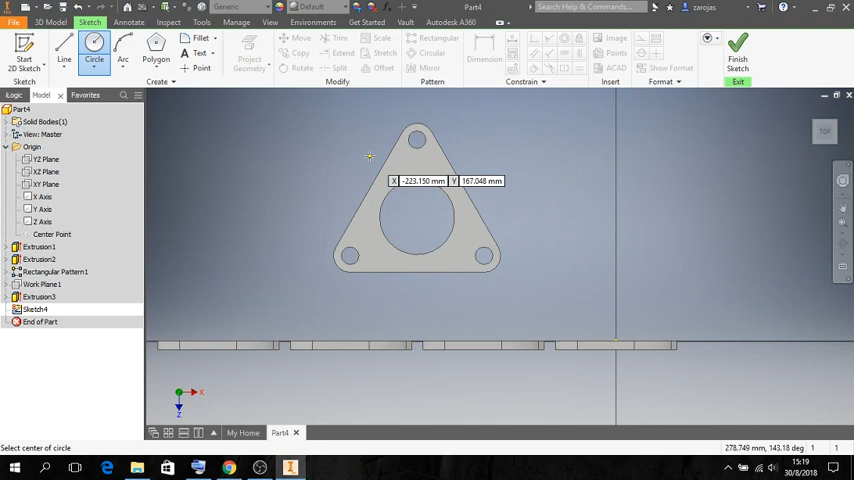 Generic
Default
Part4
Search Help & Commands...
zarojas
File
3D Model
Sketch
Annotate
Inspect
Tools
Manage
View
Environments
Get Started
Vault
Autodesk A360
Start
2D Sketch
Line
Circle
Arc
Polygon
Fillet
Text
Point
Project
Geometry
Move
Copy
Rotate
Trim
Extend
Split
Scale
Stretch
Offset
Rectangular
Circular
Mirror
Dimension
Image
Points
ACAD
Show Format
Finish
Sketch
Sketch
Create
Modify
Pattern
Constrain
Insert
Format
Exit
iLogic
Model
Favorites
Part4
Solid Bodies(1)
View: Master
Origin
YZ Plane
XZ Plane
XY Plane
X Axis
Y Axis
Z Axis
Center Point
Extrusion1
Extrusion2
Rectangular Pattern1
Work Plane1
Extrusion3
Sketch4
End of Part
TOP
X -223.150 mm Y 167.048 mm
X
Z
My Home
Part4
Select center of circle
278.749 mm, 143.18 deg 1 1
15:19
30/8/2018